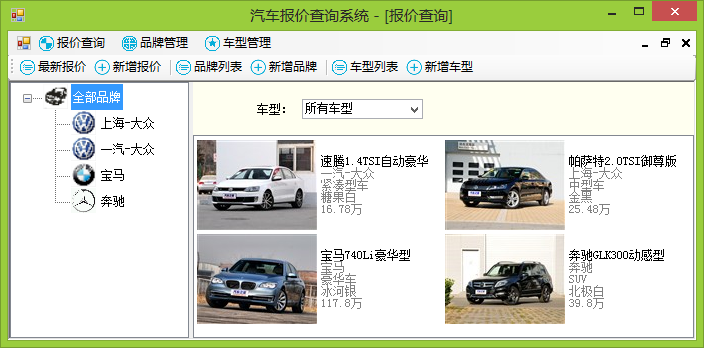 汽车报价查询系统 - [报价查询]
报价查询 品牌管理 车型管理
最新报价 新增报价 品牌列表 新增品牌 车型列表 新增车型
全部品牌
上海-大众
一汽-大众
宝马
奔驰
车型： 所有车型
速腾1.4TSI自动豪华
一汽-大众
紧凑型车
糖果白
16.78万
帕萨特2.0TSI御尊版
上海-大众
中型车
金黑
25.48万
宝马740Li豪华型
宝马
豪华车
冰河银
117.8万
奔驰GLK300动感型
奔驰
SUV
北极白
39.8万